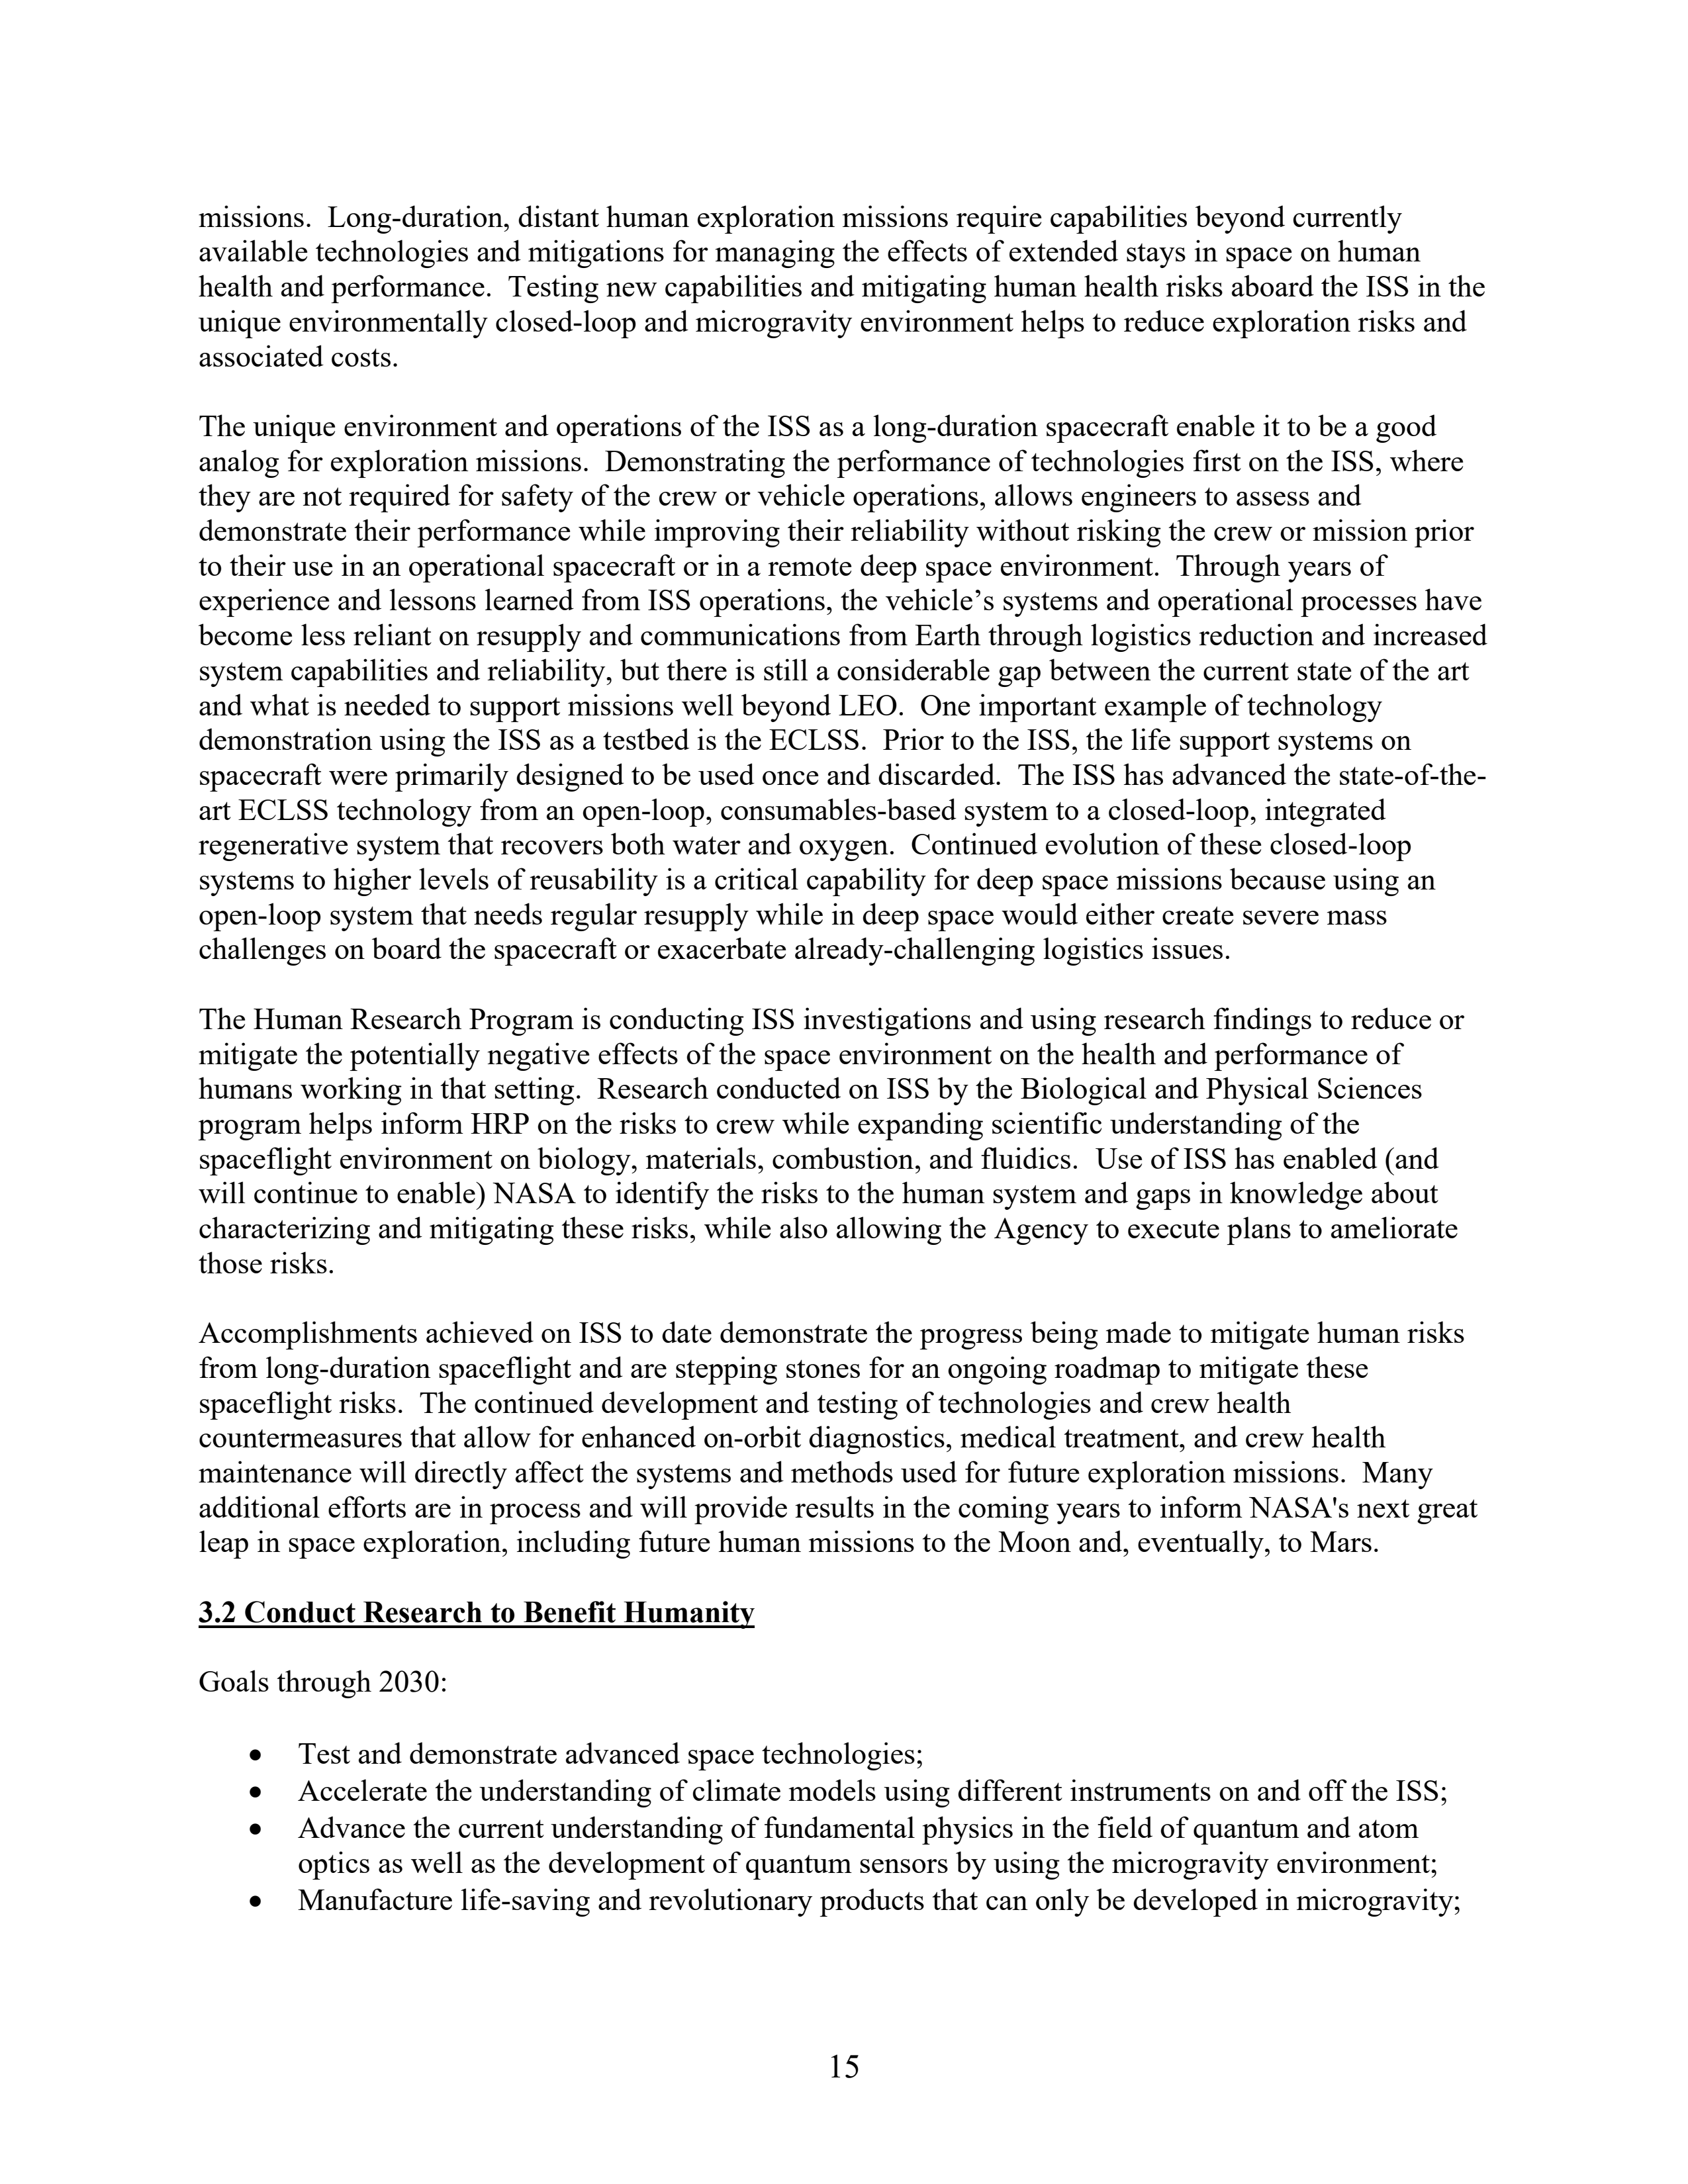 missions.  Long-duration, distant human exploration missions require capabilities beyond currently
available technologies and mitigations for managing the effects of extended stays in space on human
health and performance.  Testing new capabilities and mitigating human health risks aboard the ISS in the
unique environmentally closed-loop and microgravity environment helps to reduce exploration risks and
associated costs.
The unique environment and operations of the ISS as a long-duration spacecraft enable it to be a good
analog for exploration missions.  Demonstrating the performance of technologies first on the ISS, where
they are not required for safety of the crew or vehicle operations, allows engineers to assess and
demonstrate their performance while improving their reliability without risking the crew or mission prior
to their use in an operational spacecraft or in a remote deep space environment.  Through years of
experience and lessons learned from ISS operations, the vehicle’s systems and operational processes have
become less reliant on resupply and communications from Earth through logistics reduction and increased
system capabilities and reliability, but there is still a considerable gap between the current state of the art
and what is needed to support missions well beyond LEO.  One important example of technology
demonstration using the ISS as a testbed is the ECLSS.  Prior to the ISS, the life support systems on
spacecraft were primarily designed to be used once and discarded.  The ISS has advanced the state-of-the-
art ECLSS technology from an open-loop, consumables-based system to a closed-loop, integrated
regenerative system that recovers both water and oxygen.  Continued evolution of these closed-loop
systems to higher levels of reusability is a critical capability for deep space missions because using an
open-loop system that needs regular resupply while in deep space would either create severe mass
challenges on board the spacecraft or exacerbate already-challenging logistics issues.
The Human Research Program is conducting ISS investigations and using research findings to reduce or
mitigate the potentially negative effects of the space environment on the health and performance of
humans working in that setting.  Research conducted on ISS by the Biological and Physical Sciences
program helps inform HRP on the risks to crew while expanding scientific understanding of the
spaceflight environment on biology, materials, combustion, and fluidics.  Use of ISS has enabled (and
will continue to enable) NASA to identify the risks to the human system and gaps in knowledge about
characterizing and mitigating these risks, while also allowing the Agency to execute plans to ameliorate
those risks.
Accomplishments achieved on ISS to date demonstrate the progress being made to mitigate human risks
from long-duration spaceflight and are stepping stones for an ongoing roadmap to mitigate these
spaceflight risks.  The continued development and testing of technologies and crew health
countermeasures that allow for enhanced on-orbit diagnostics, medical treatment, and crew health
maintenance will directly affect the systems and methods used for future exploration missions.  Many
additional efforts are in process and will provide results in the coming years to inform NASA's next great
leap in space exploration, including future human missions to the Moon and, eventually, to Mars.
3.2 Conduct Research to Benefit Humanity
Goals through 2030:
• Test and demonstrate advanced space technologies;
• Accelerate the understanding of climate models using different instruments on and off the ISS;
• Advance the current understanding of fundamental physics in the field of quantum and atom
optics as well as the development of quantum sensors by using the microgravity environment;
• Manufacture life-saving and revolutionary products that can only be developed in microgravity;
15